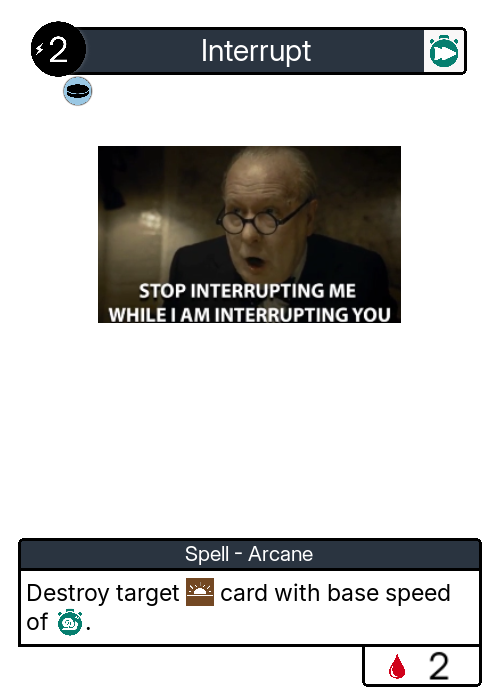 2 Interrupt
STOP INTERRUPTING ME
WHILE I AM INTERRUPTING YOU
Spell - Arcane
Destroy target card with base speed
of .
2